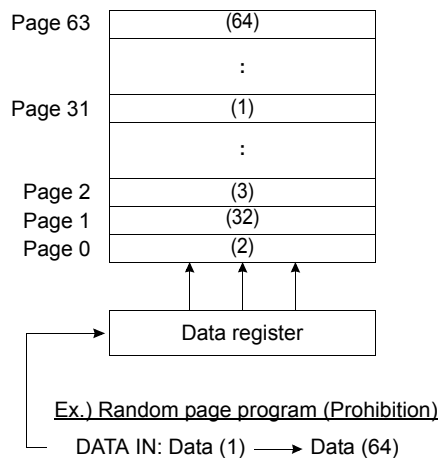 Page 63 (64)
:
Page 31 (1)
:
Page 2 (3)
Page 1 (32)
Page 0 (2)
Data register
Ex.) Random page program (Prohibition)
DATA IN: Data (1) → Data (64)